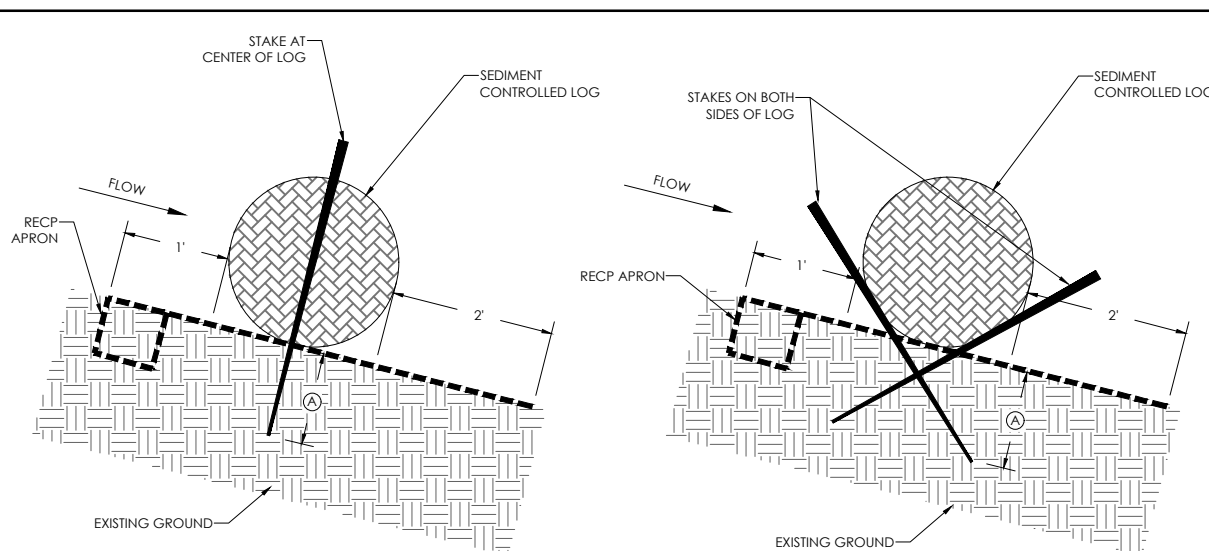 STAKE AT
CENTER OF LOG
SEDIMENT
CONTROLLED LOG
FLOW
RECP
APRON
1'
2'
A
EXISTING GROUND
STAKES ON BOTH
SIDES OF LOG
SEDIMENT
CONTROLLED LOG
FLOW
RECP APRON
1'
2'
A
EXISTING GROUND